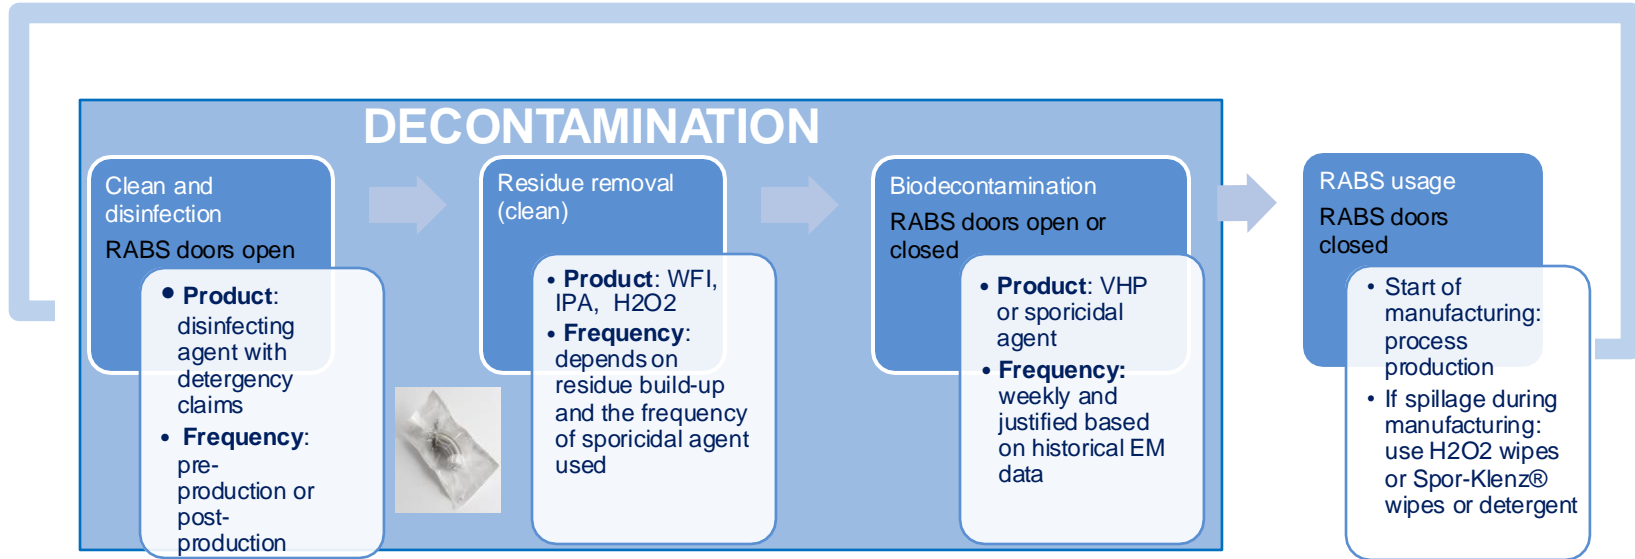 DECONTAMINATION
Clean and
disinfection
RABS doors open
• Product:
disinfecting
agent with
detergency
claims
• Frequency:
pre-
production or
post-
production
Residue removal
(clean)
• Product: WFI,
IPA, H2O2
• Frequency:
depends on
residue build-up
and the frequency
of sporicidal agent
used
Biodecontamination
RABS doors open or
closed
• Product: VHP
or sporicidal
agent
• Frequency:
weekly and
justified based
on historical EM
data
RABS usage
RABS doors
closed
• Start of
manufacturing:
process
production
• If spillage during
manufacturing:
use H2O2 wipes
or Spor-Klenz®
wipes or detergent